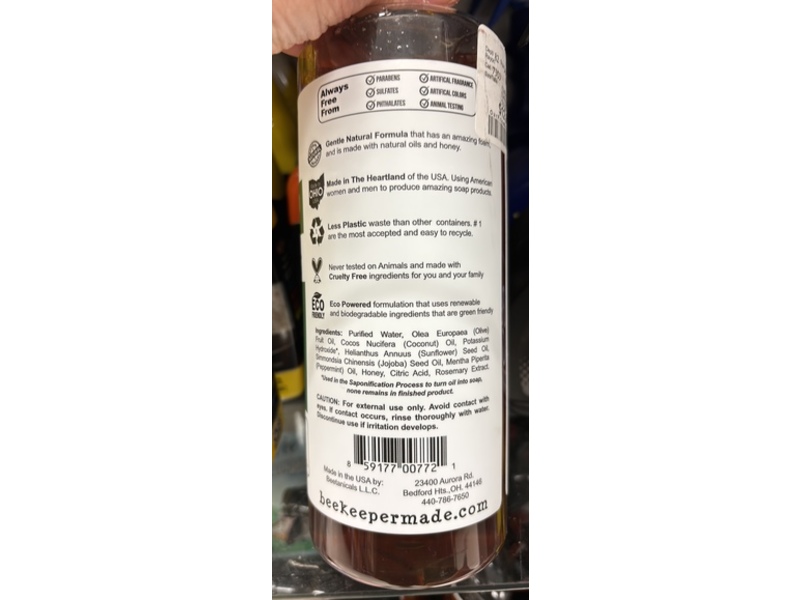 Always
Free
From
PARABENS
SULFATES
PHTHALATES
ARTIFICIAL FRAGRANCE
ARTIFICIAL COLORS
ANIMAL TESTING
Gentle Natural Formula that has an amazing foam
and is made with natural oils and honey.
OHIO
Made in The Heartland of the USA. Using American
women and men to produce amazing soap products
Less Plastic waste than other containers. # 1
are the most accepted and easy to recycle.
Never tested on Animals and made with
Cruelty Free ingredients for you and your family
ECO
FRIENDLY
Eco Powered formulation that uses renewable
and biodegradable ingredients that are green friendly
Ingredients: Purified Water, Olea Europaea (Olive)
Fruit Oil, Cocos Nucifera (Coconut) Oil, Potassium
Hydroxide*, Helianthus Annuus (Sunflower) Seed Oil,
Simmondsia Chinensis (Jojoba) Seed Oil, Mentha Piperita
(Peppermint) Oil, Honey, Citric Acid, Rosemary Extract.
*Used in the Saponification Process to turn oil into soap,
none remains in finished product.
CAUTION: For external use only. Avoid contact with
eyes. If contact occurs, rinse thoroughly with water.
Discontinue use if irritation develops.
8 59177 00772 1
Made in the USA by:
Beetanicals L.L.C.
23400 Aurora Rd.
Bedford Hts.,OH. 44146
440-786-7650
beekeepermade.com